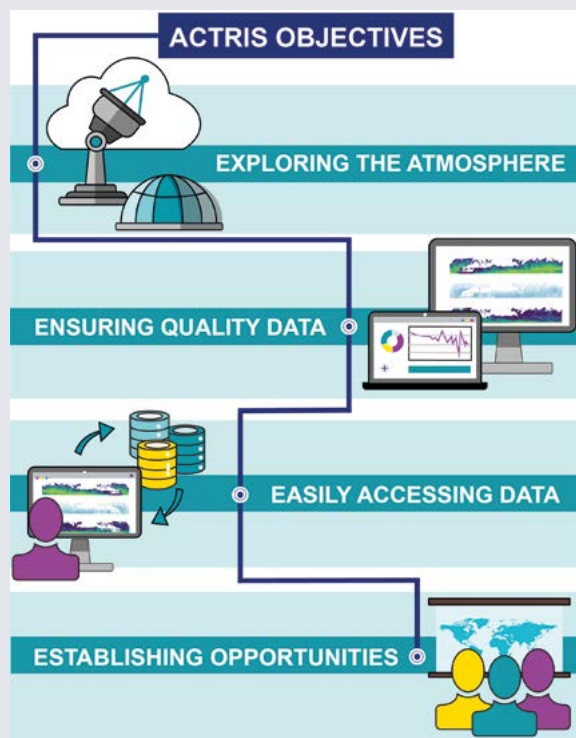 ACTRIS OBJECTIVES
EXPLORING THE ATMOSPHERE
ENSURING QUALITY DATA
EASILY ACCESSING DATA
ESTABLISHING OPPORTUNITIES